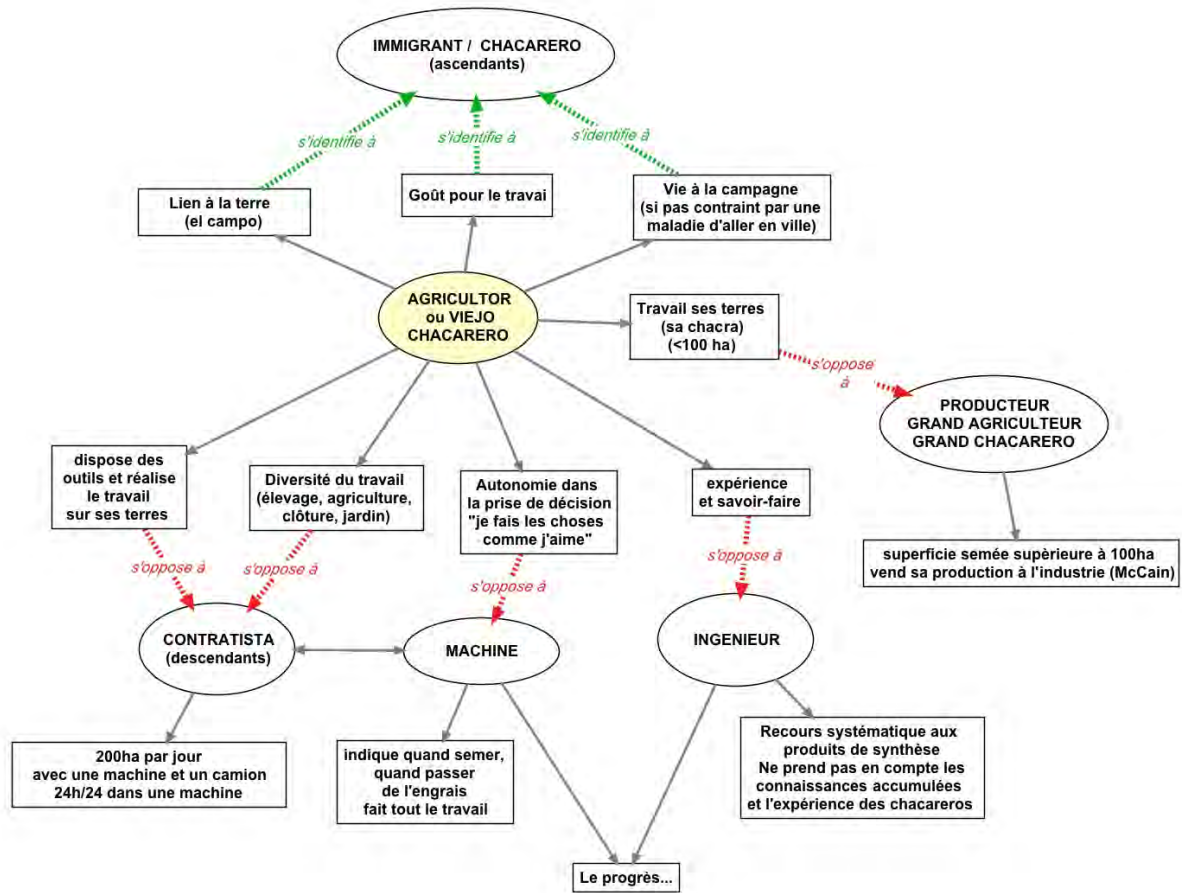 IMMIGRANT / CHACARERO
(ascendants)
s'identifie à
s'identifie à
s'identifie à
Lien à la terre
(el campo)
Goût pour le travai
Vie à la campagne
(si pas contraint par une
maladie d'aller en ville)
AGRICULTOR
ou VIEJO
CHACARERO
Travail ses terres
(sa chacra)
(<100 ha)
s'oppose
à
PRODUCTEUR
GRAND AGRICULTEUR
GRAND CHACARERO
dispose des
outils et réalise
le travail
sur ses terres
Diversité du travail
(élevage, agriculture,
clôture, jardin)
Autonomie dans
la prise de décision
"je fais les choses
comme j'aime"
expérience
et savoir-faire
superficie semée supèrieure à 100ha
vend sa production à l'industrie (McCain)
s'oppose à
s'oppose à
s'oppose à
s'oppose à
CONTRATISTA
(descendants)
MACHINE
INGENIEUR
200ha par jour
avec une machine et un camion
24h/24 dans une machine
indique quand semer,
quand passer
de l'engrais
fait tout le travail
Recours systématique aux
produits de synthèse
Ne prend pas en compte les
connaissances accumulées
et l'expérience des chacareros
Le progrès...